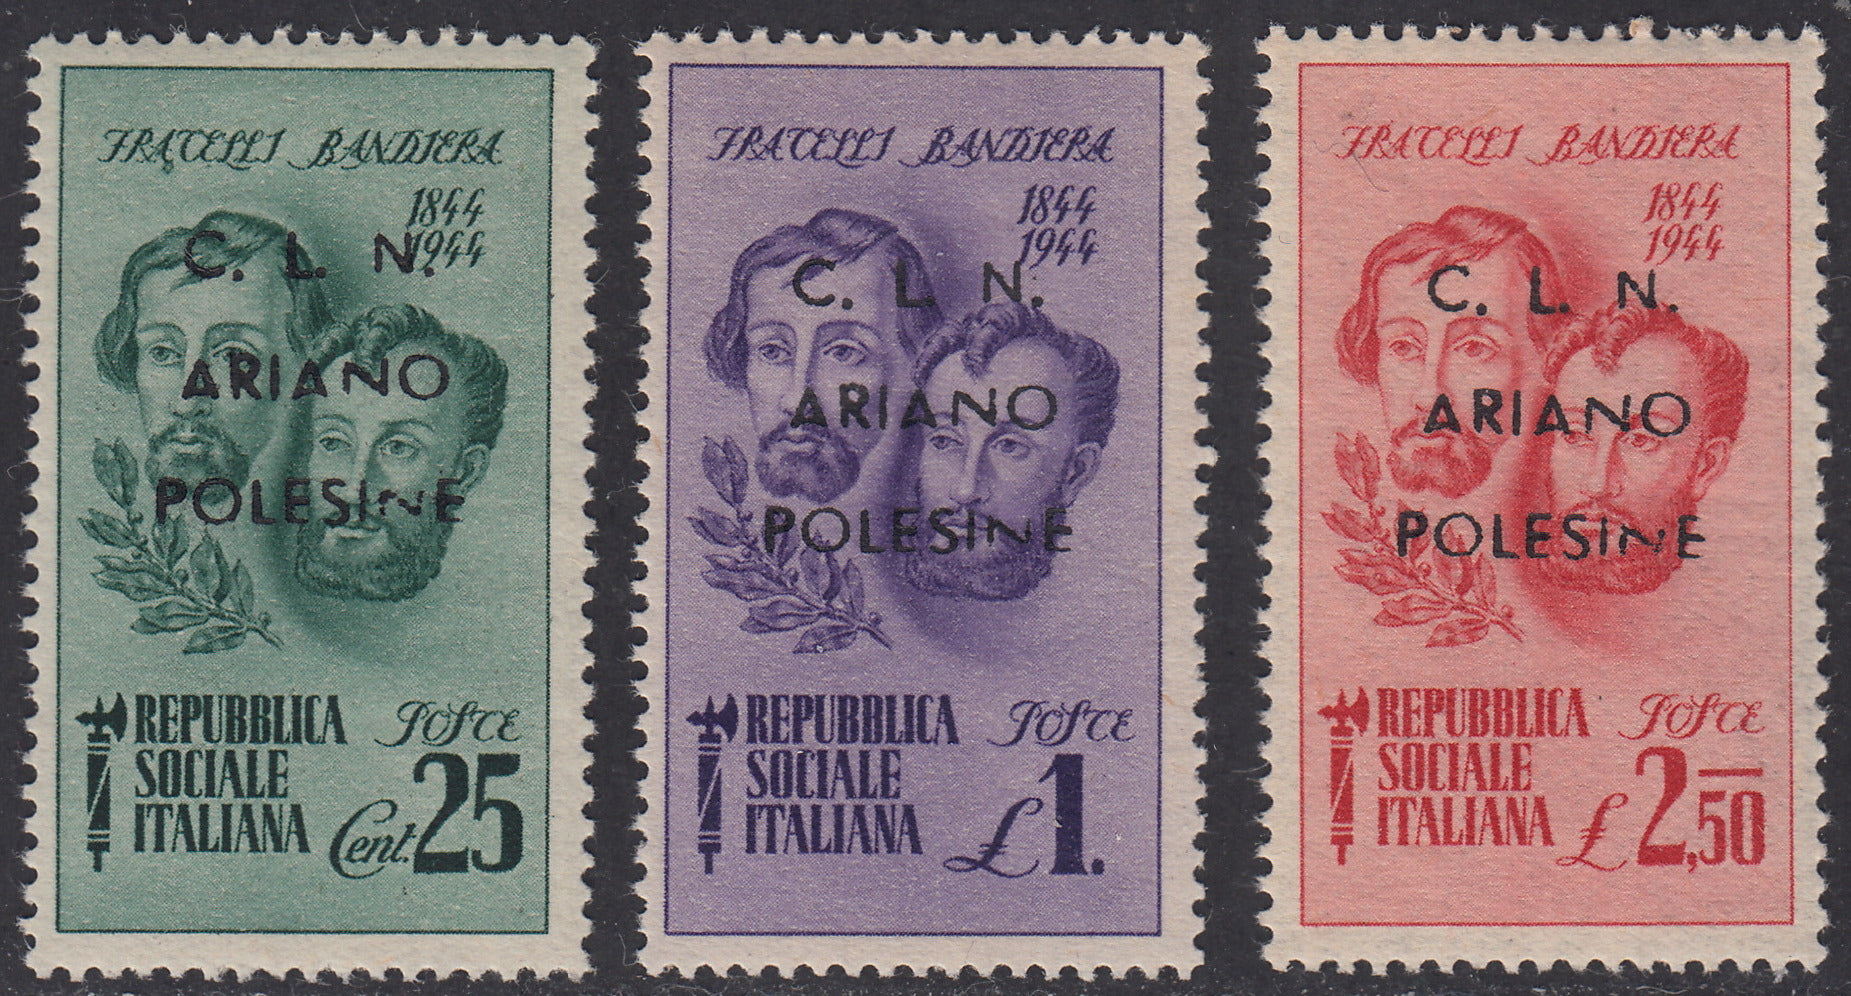 FRATELLI BANDIERA
1844
1944
C. L. N.
ARIANO
POLESINE
REPUBBLICA
SOCIALE
ITALIANA
POSTE
Cent. 25
FRATELLI BANDIERA
1844
1944
C. L. N.
ARIANO
POLESINE
REPUBBLICA
SOCIALE
ITALIANA
POSTE
£ 1.
FRATELLI BANDIERA
1844
1944
C. L. N.
ARIANO
POLESINE
REPUBBLICA
SOCIALE
ITALIANA
POSTE
£ 2,50